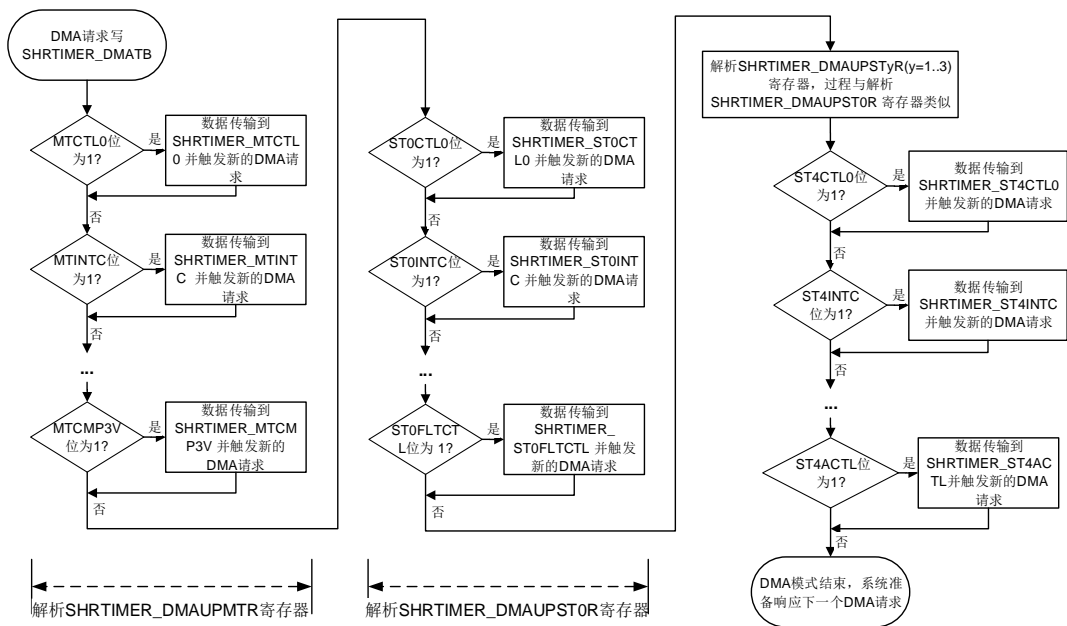 DMA请求写
SHRTIMER_DMATB
MTCTL0位
为1?
是
数据传输到
SHRTIMER_MTCTL
0 并触发新的DMA请
求
否
MTINTC位
为1?
是
数据传输到
SHRTIMER_MTINT
C 并触发新的DMA
请求
否
...
MTCMP3V
位为1?
是
数据传输到
SHRTIMER_MTCM
P3V 并触发新的
DMA请求
否
解析SHRTIMER_DMAUPMTR寄存器
ST0CTL0位
为1?
是
数据传输到
SHRTIMER_ST0CT
L0 并触发新的DMA
请求
否
ST0INTC位
为1?
是
数据传输到
SHRTIMER_ST0INT
C 并触发新的DMA请
求
否
...
ST0FLTCT
L位为 1?
是
数据传输到
SHRTIMER_
ST0FLTCTL 并触发
新的DMA请求
否
解析SHRTIMER_DMAUPST0R寄存器
解析SHRTIMER_DMAUPSTyR(y=1..3)
寄存器，过程与解析
SHRTIMER_DMAUPST0R 寄存器类似
ST4CTL0位
为1?
是
数据传输到
SHRTIMER_ST4CTL0
并触发新的DMA请求
否
ST4INTC
位为1?
是
数据传输到
SHRTIMER_ST4INTC
并触发新的DMA请求
否
...
ST4ACTL位
为1?
是
数据传输到
SHRTIMER_ST4AC
TL并触发新的DMA
请求
否
DMA模式结束，系统准
备响应下一个DMA请求